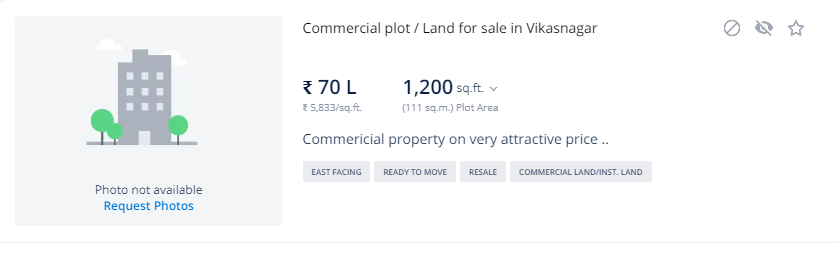 Commercial plot / Land for sale in Vikasnagar
₹ 70 L 1,200 sq.ft.
₹ 5,833/sq.ft. (111 sq.m.) Plot Area
Commericial property on very attractive price ..
EAST FACING READY TO MOVE RESALE COMMERCIAL LAND/INST. LAND
Photo not available
Request Photos